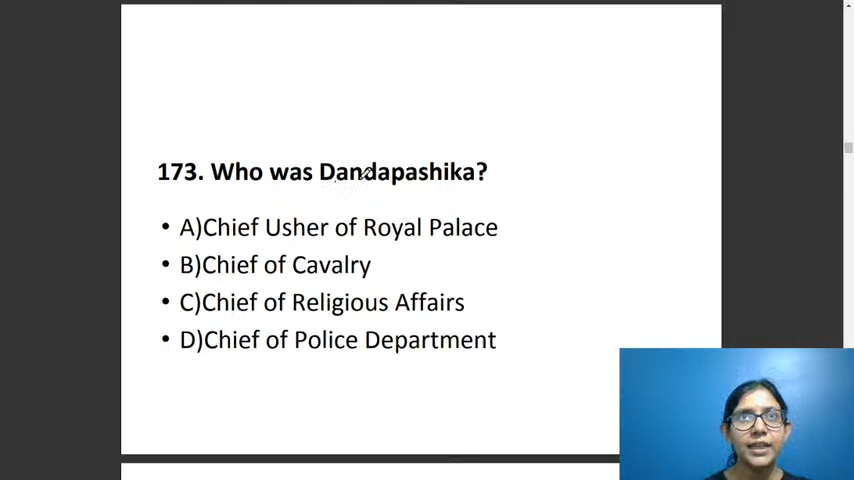 173. Who was Dandapashika?
• A)Chief Usher of Royal Palace
• B)Chief of Cavalry
• C)Chief of Religious Affairs
• D)Chief of Police Department